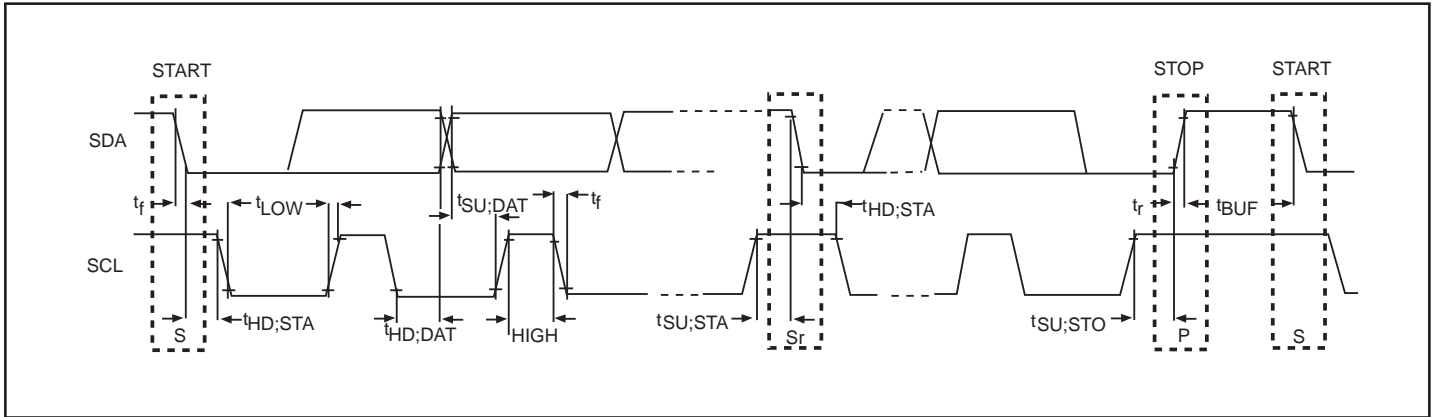 START STOP START
SDA
tf tLOW tSU;DAT tf tHD;STA tr tBUF
SCL
tHD;STA tHD;DAT HIGH tSU;STA tSU;STO
S Sr P S